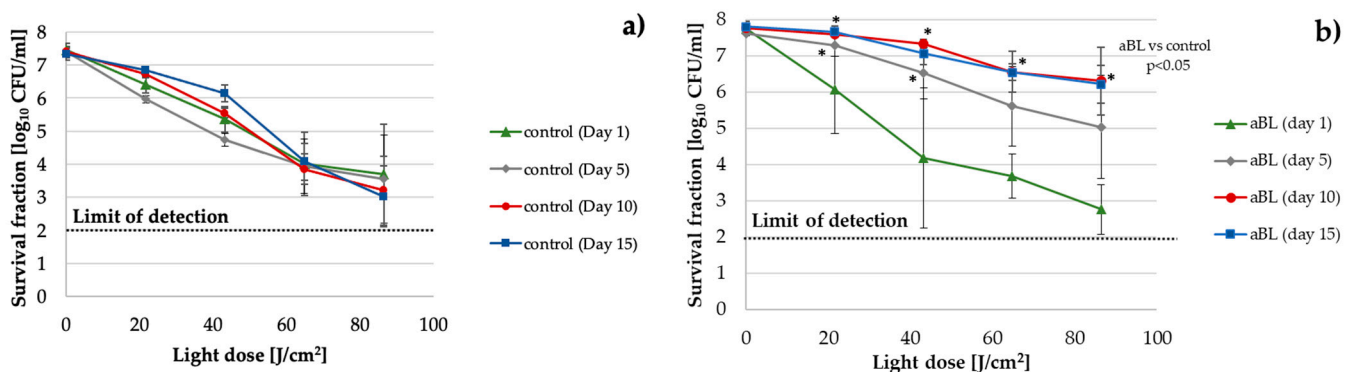 a)
Survival fraction [log₁₀ CFU/ml]
8
7
6
5
4
3
2
1
0
Limit of detection
0
20
40
60
80
100
Light dose [J/cm²]
control (Day 1)
control (Day 5)
control (Day 10)
control (Day 15)
b)
Survival fraction [log₁₀ CFU/ml]
8
7
6
5
4
3
2
1
0
*
*
*
*
*
*
aBL vs control
p<0.05
Limit of detection
0
20
40
60
80
100
Light dose [J/cm²]
aBL (day 1)
aBL (day 5)
aBL (day 10)
aBL (day 15)